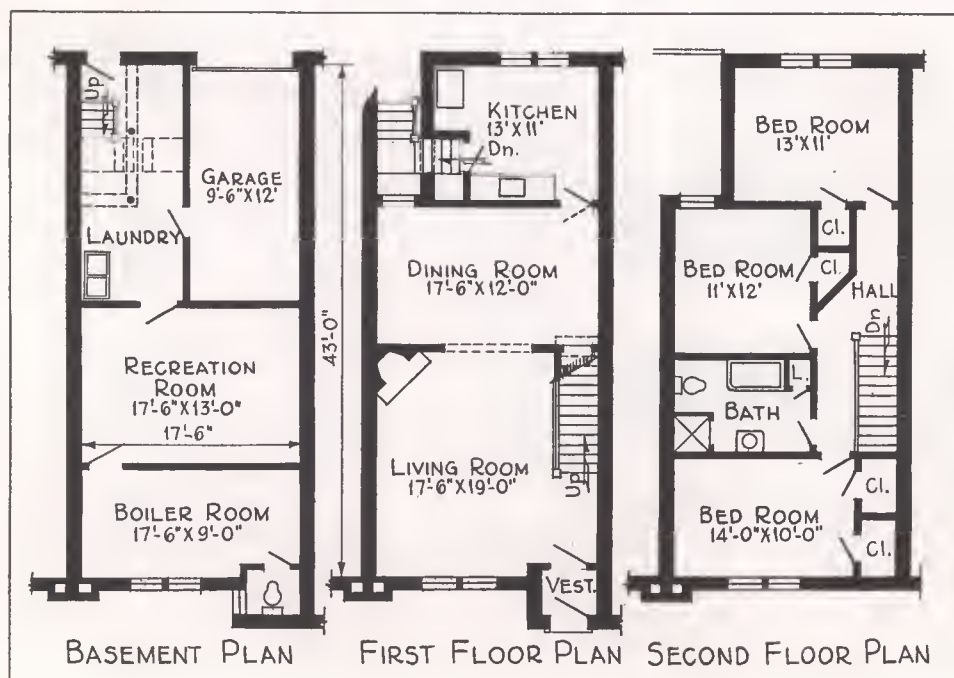 Up
GARAGE
9'-6"X12'
LAUNDRY
RECREATION
ROOM
17'-6"X13'-0"
17'-6"
BOILER ROOM
17'-6"X9'-0"
43'-0"
BASEMENT PLAN
KITCHEN
13'X11'
Dn.
DINING ROOM
17'-6"X12'-0"
LIVING ROOM
17'-6"X19'-0"
Up
VEST.
FIRST FLOOR PLAN
BED ROOM
13'X11'
CL.
CL.
BED ROOM
11'X12'
HALL
Dn
L.
BATH
BED ROOM
14'-0"X10'-0"
CL.
CL.
SECOND FLOOR PLAN